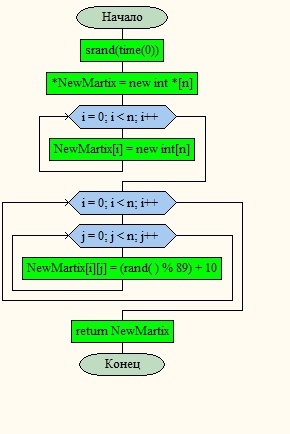 Начало
srand(time(0))
*NewMartix = new int *[n]
i = 0; i < n; i++
NewMartix[i] = new int[n]
i = 0; i < n; i++
j = 0; j < n; j++
NewMartix[i][j] = (rand( ) % 89) + 10
return NewMartix
Конец